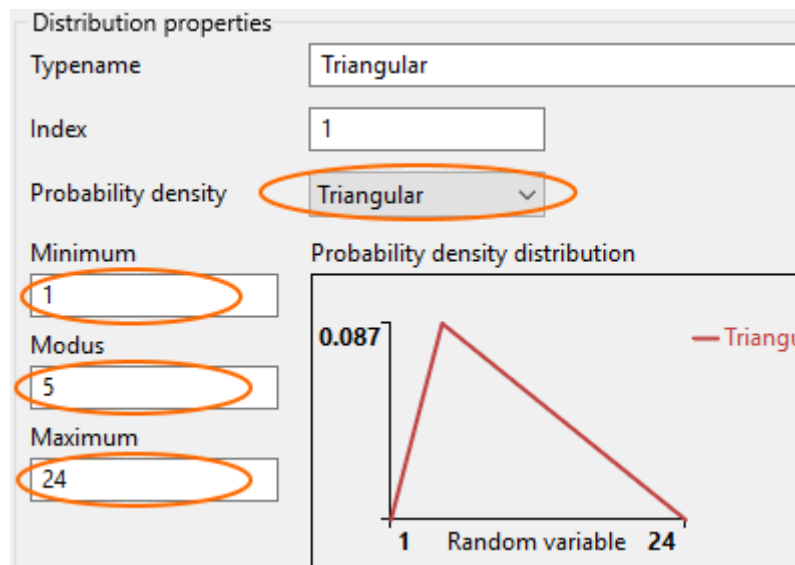 Distribution properties
Typename Triangular
Index 1
Probability density Triangular
Minimum Probability density distribution
1
0.087 Triangu
Modus
5
Maximum
24
1 Random variable 24